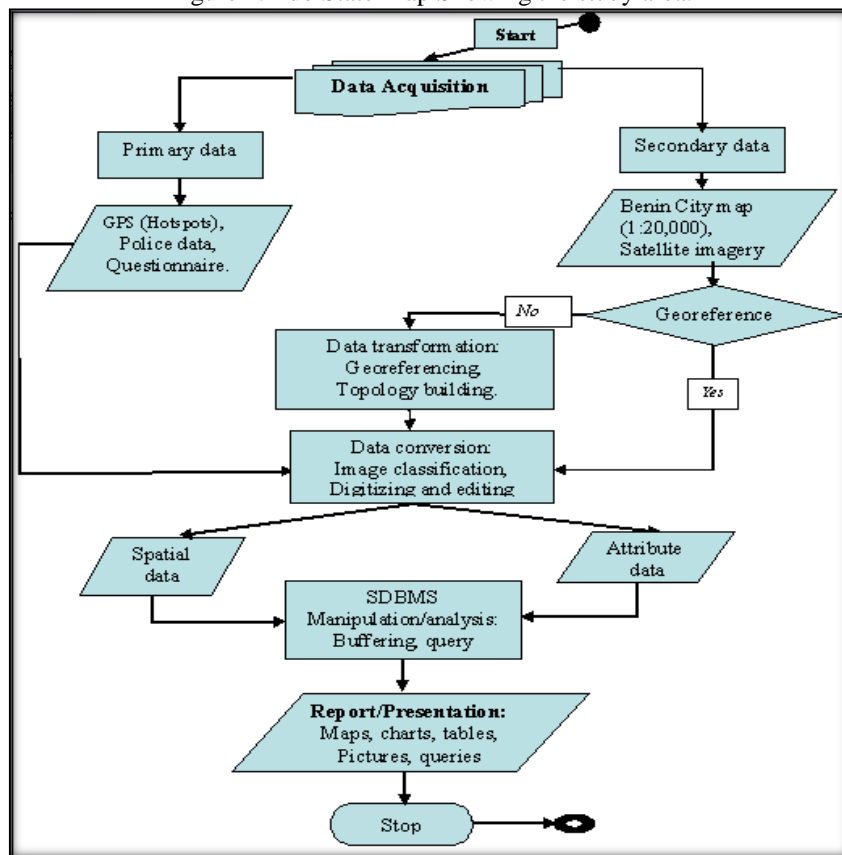 Start
Data Acquisition
Primary data
Secondary data
GPS (Hotspots),
Police data,
Questionnaire.
Benin City map
(1:20,000),
Satellite imagery
No
Georeference
Data transformation:
Georeferencing,
Topology building.
Yes
Data conversion:
Image classification,
Digitizing and editing
Spatial
data
Attribute
data
SDBMS
Manipulation/analysis:
Buffering, query
Report/Presentation:
Maps, charts, tables,
Pictures, queries
Stop